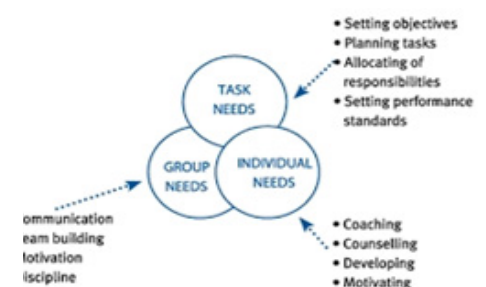 • Setting objectives
• Planning tasks
• Allocating of
responsibilities
• Setting performance
standards
TASK
NEEDS
GROUP
NEEDS
INDIVIDUAL
NEEDS
ommunication
eam building
otivation
iscipline
• Coaching
• Counselling
• Developing
• Motivating